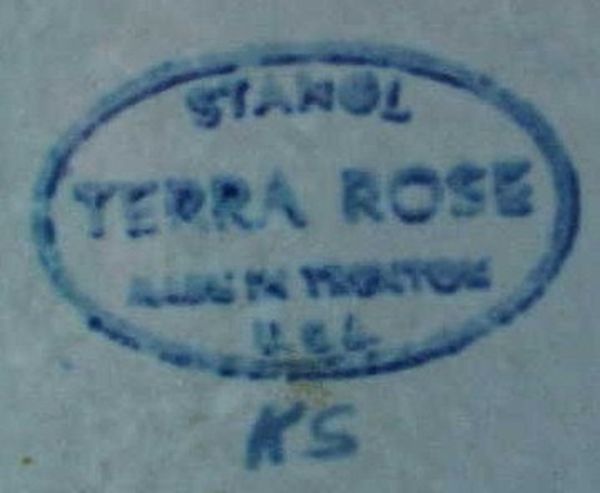 STANGL
TERRA ROSE
MADE IN TRENTON
U.S.A.
KS